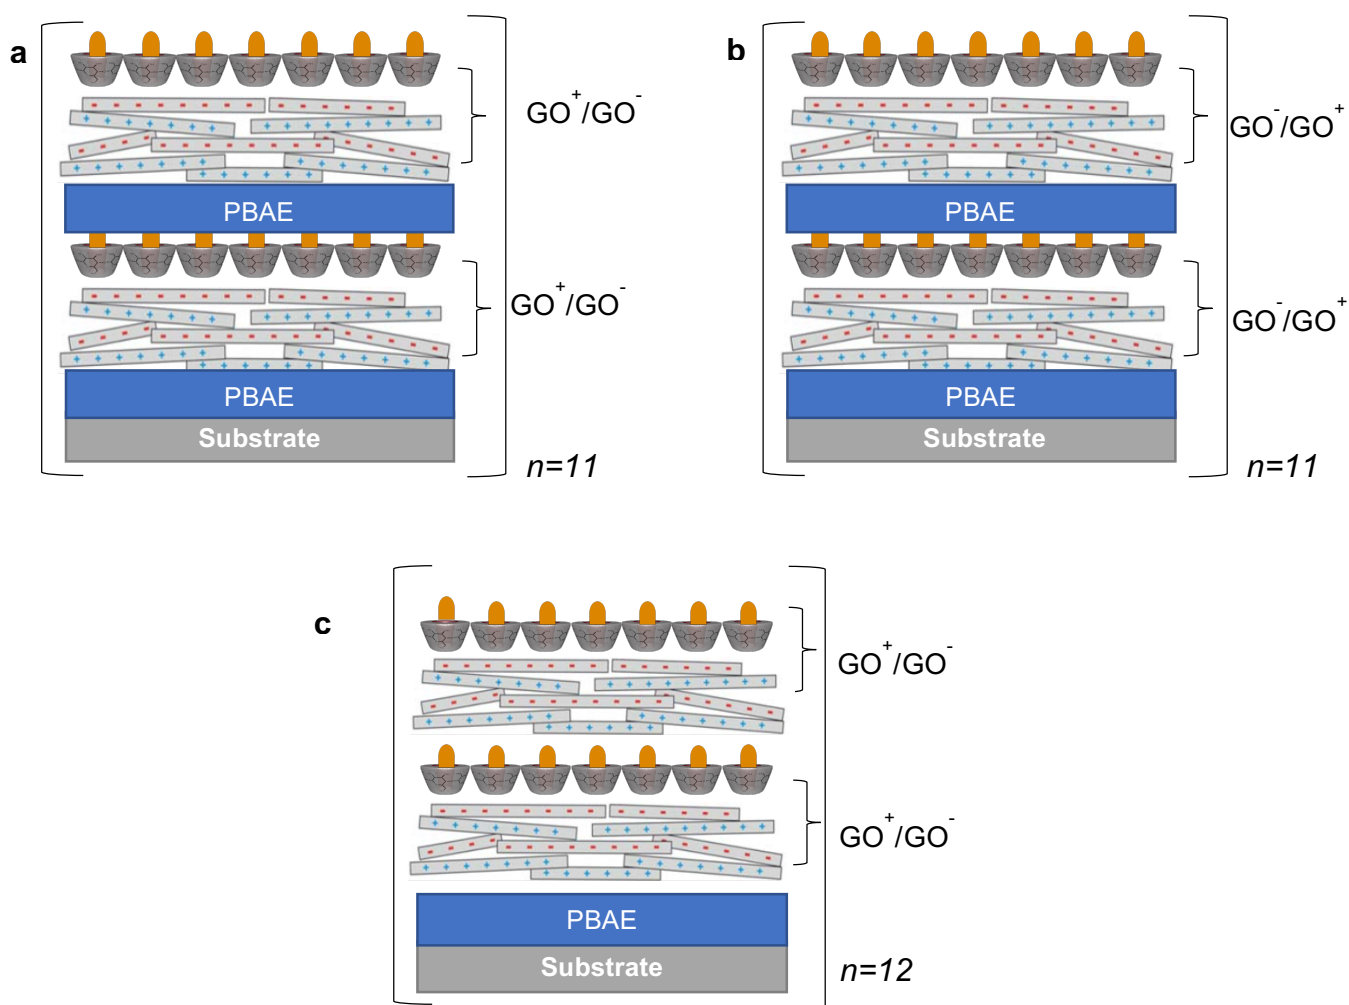 a
GO⁺/GO⁻
PBAE
GO⁺/GO⁻
PBAE
Substrate
n=11
b
GO⁻/GO⁺
PBAE
GO⁻/GO⁺
PBAE
Substrate
n=11
c
GO⁺/GO⁻
GO⁺/GO⁻
PBAE
Substrate
n=12